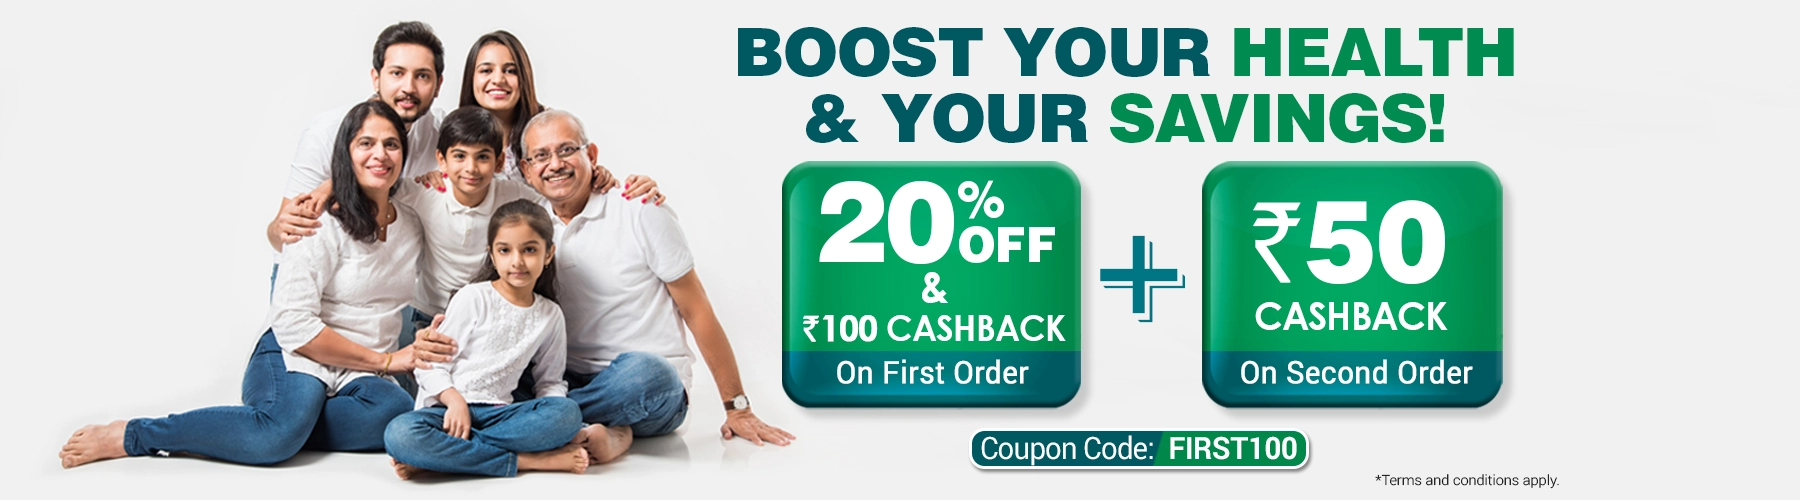 BOOST YOUR HEALTH
& YOUR SAVINGS!
20% OFF
&
₹100 CASHBACK
On First Order
+
₹50
CASHBACK
On Second Order
Coupon Code: FIRST100
*Terms and conditions apply.